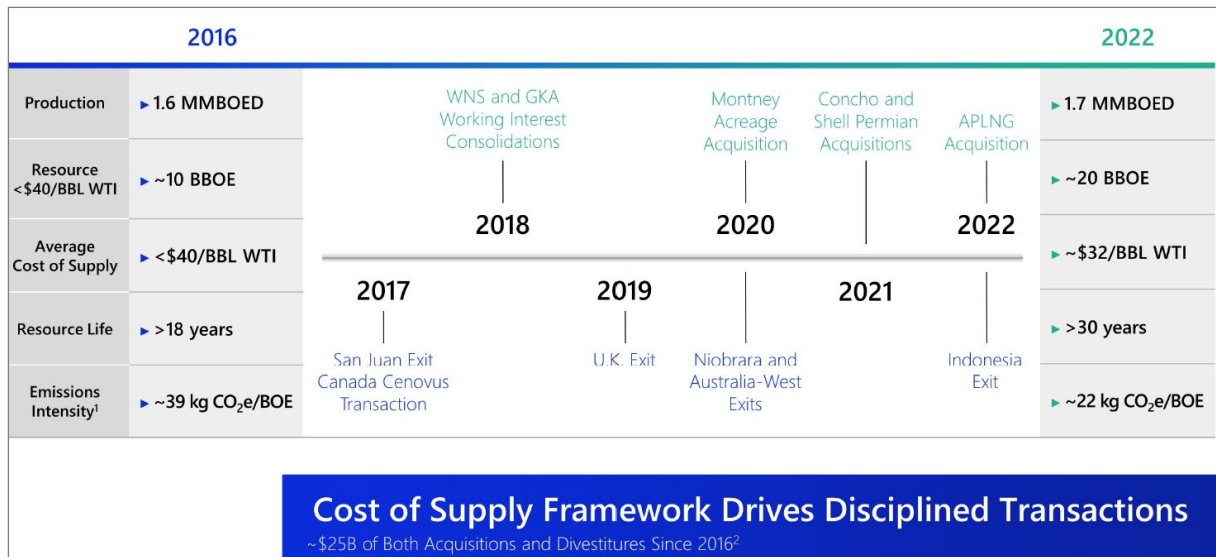 2016
2022
Production
► 1.6 MMBOED
Resource
<$40/BBL WTI
► ~10 BBOE
Average
Cost of Supply
► <$40/BBL WTI
Resource Life
► >18 years
Emissions
Intensity¹
► ~39 kg CO₂e/BOE
WNS and GKA
Working Interest
Consolidations
Montney
Acreage
Acquisition
Concho and
Shell Permian
Acquisitions
APLNG
Acquisition
2018
2020
2022
2017
2019
2021
San Juan Exit
Canada Cenovus
Transaction
U.K. Exit
Niobrara and
Australia-West
Exits
Indonesia
Exit
► 1.7 MMBOED
► ~20 BBOE
► ~$32/BBL WTI
► >30 years
► ~22 kg CO₂e/BOE
Cost of Supply Framework Drives Disciplined Transactions
~$25B of Both Acquisitions and Divestitures Since 2016²